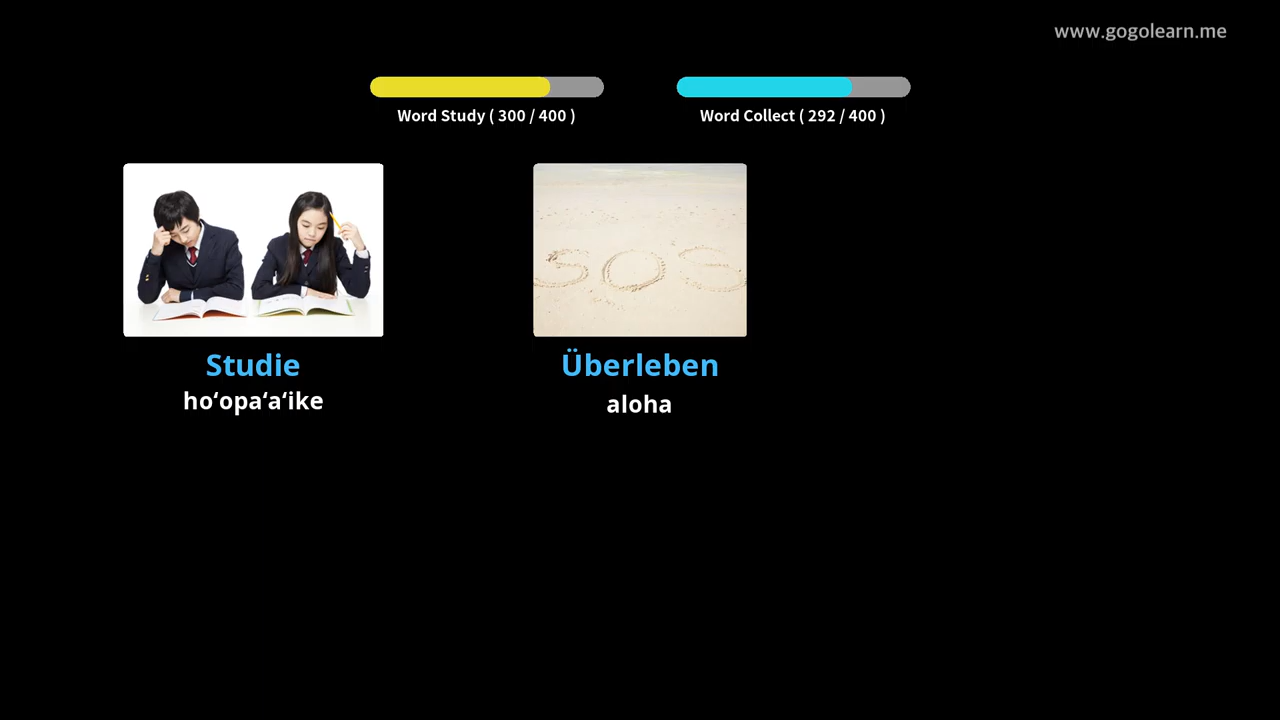 www.gogolearn.me
Word Study ( 300 / 400 )
Word Collect ( 292 / 400 )
SOS
Studie
hoʻopaʻaʻike
Überleben
aloha